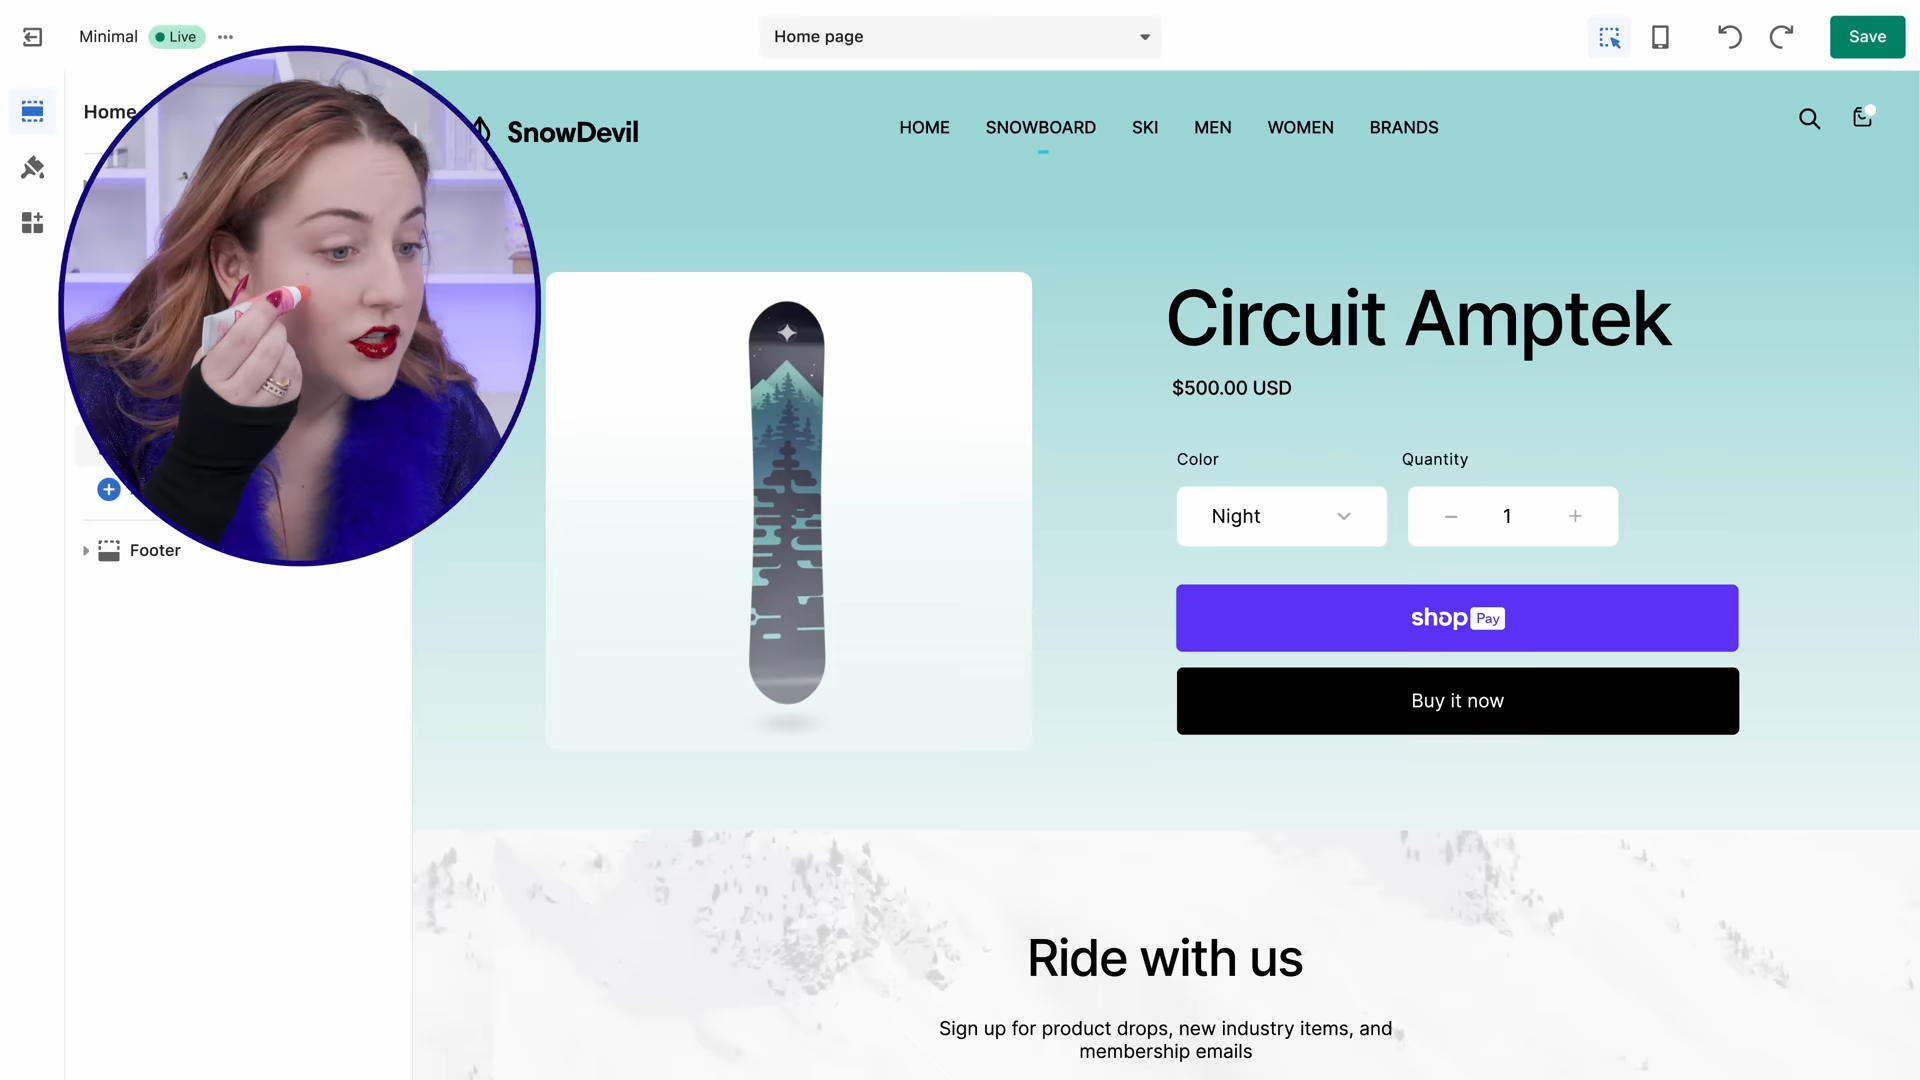 Minimal
Live
Home page
Save
Home
SnowDevil
HOME
SNOWBOARD
SKI
MEN
WOMEN
BRANDS
Circuit Amptek
$500.00 USD
Color
Quantity
Night
1
shop Pay
Buy it now
Footer
Ride with us
Sign up for product drops, new industry items, and
membership emails